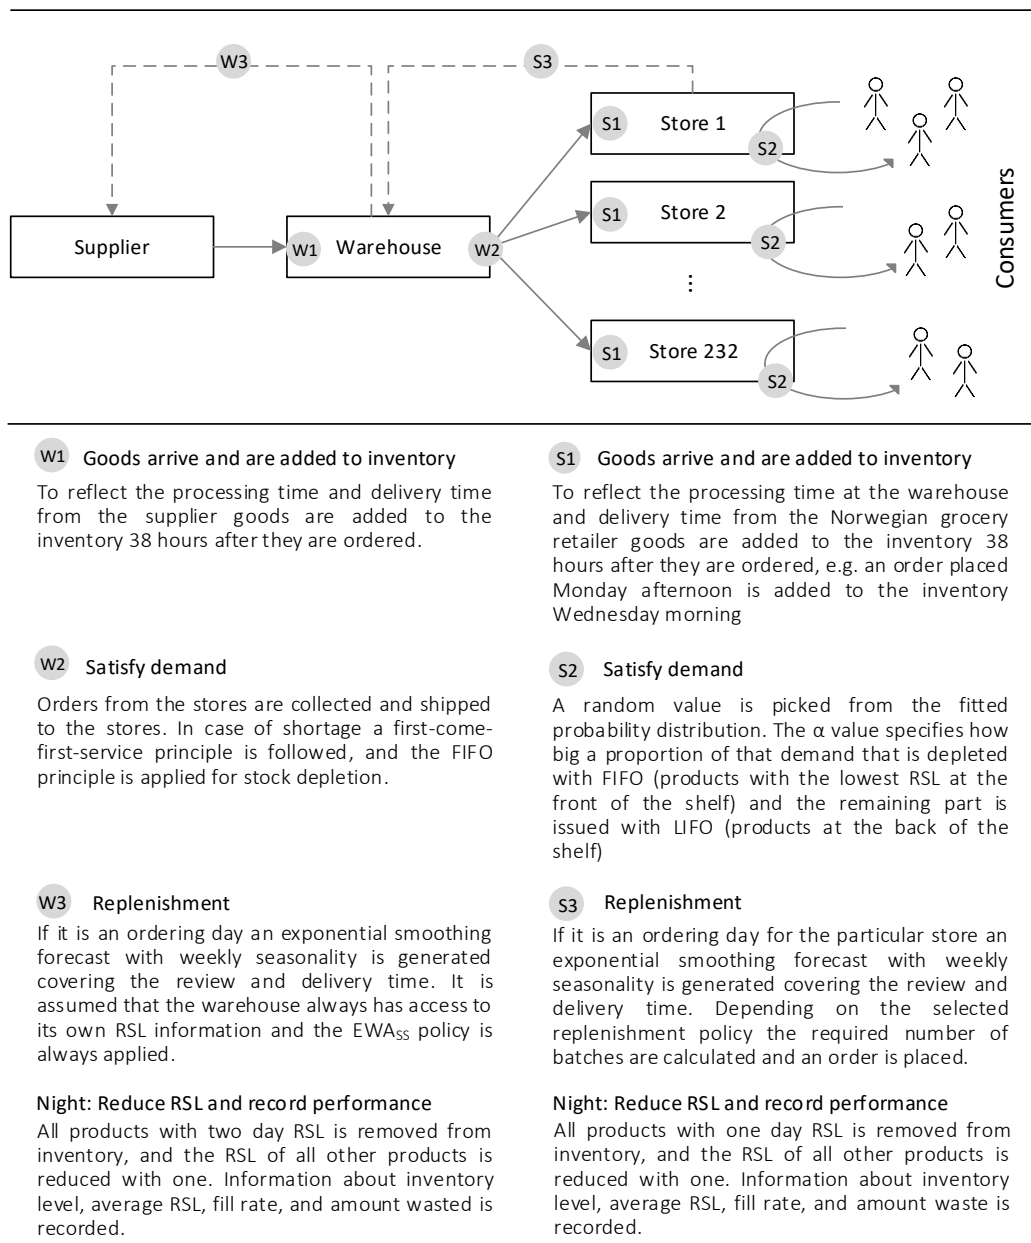 W3
S3
S1 Store 1
S2
S1 Store 2
S2
Supplier
W1 Warehouse W2
⋮
S1 Store 232
S2
Consumers
W1 Goods arrive and are added to inventory
To reflect the processing time and delivery time
from the supplier goods are added to the
inventory 38 hours after they are ordered.
S1 Goods arrive and are added to inventory
To reflect the processing time at the warehouse
and delivery time from the Norwegian grocery
retailer goods are added to the inventory 38
hours after they are ordered, e.g. an order placed
Monday afternoon is added to the inventory
Wednesday morning
W2 Satisfy demand
Orders from the stores are collected and shipped
to the stores. In case of shortage a first-come-
first-service principle is followed, and the FIFO
principle is applied for stock depletion.
S2 Satisfy demand
A random value is picked from the fitted
probability distribution. The α value specifies how
big a proportion of that demand that is depleted
with FIFO (products with the lowest RSL at the
front of the shelf) and the remaining part is
issued with LIFO (products at the back of the
shelf)
W3 Replenishment
If it is an ordering day an exponential smoothing
forecast with weekly seasonality is generated
covering the review and delivery time. It is
assumed that the warehouse always has access to
its own RSL information and the EWASS policy is
always applied.
S3 Replenishment
If it is an ordering day for the particular store an
exponential smoothing forecast with weekly
seasonality is generated covering the review and
delivery time. Depending on the selected
replenishment policy the required number of
batches are calculated and an order is placed.
Night: Reduce RSL and record performance
All products with two day RSL is removed from
inventory, and the RSL of all other products is
reduced with one. Information about inventory
level, average RSL, fill rate, and amount wasted is
recorded.
Night: Reduce RSL and record performance
All products with one day RSL is removed from
inventory, and the RSL of all other products is
reduced with one. Information about inventory
level, average RSL, fill rate, and amount waste is
recorded.